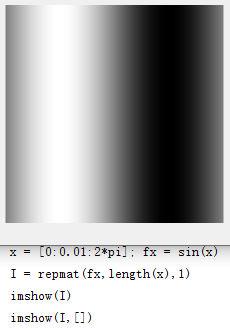 x = [0:0.01:2*pi]; fx = sin(x)
I = repmat(fx,length(x),1)
imshow(I)
imshow(I,[])